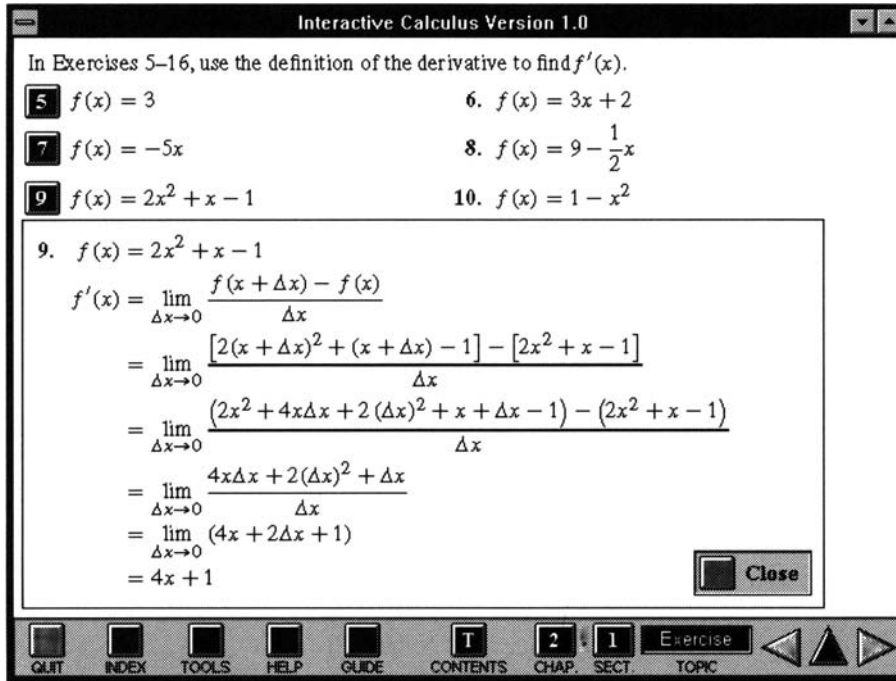 Interactive Calculus Version 1.0
In Exercises 5–16, use the definition of the derivative to find f′(x).
5 f(x) = 3 6. f(x) = 3x + 2
7 f(x) = −5x 8. f(x) = 9 − 1/2 x
9 f(x) = 2x² + x − 1 10. f(x) = 1 − x²
9. f(x) = 2x² + x − 1
f′(x) = lim Δx→0 f(x + Δx) − f(x) / Δx
= lim Δx→0 [2(x + Δx)² + (x + Δx) − 1] − [2x² + x − 1] / Δx
= lim Δx→0 (2x² + 4xΔx + 2(Δx)² + x + Δx − 1) − (2x² + x − 1) / Δx
= lim Δx→0 4xΔx + 2(Δx)² + Δx / Δx
= lim Δx→0 (4x + 2Δx + 1)
= 4x + 1
Close
T 2 1 Exercise
QUIT INDEX TOOLS HELP GUIDE CONTENTS CHAP. SECT. TOPIC